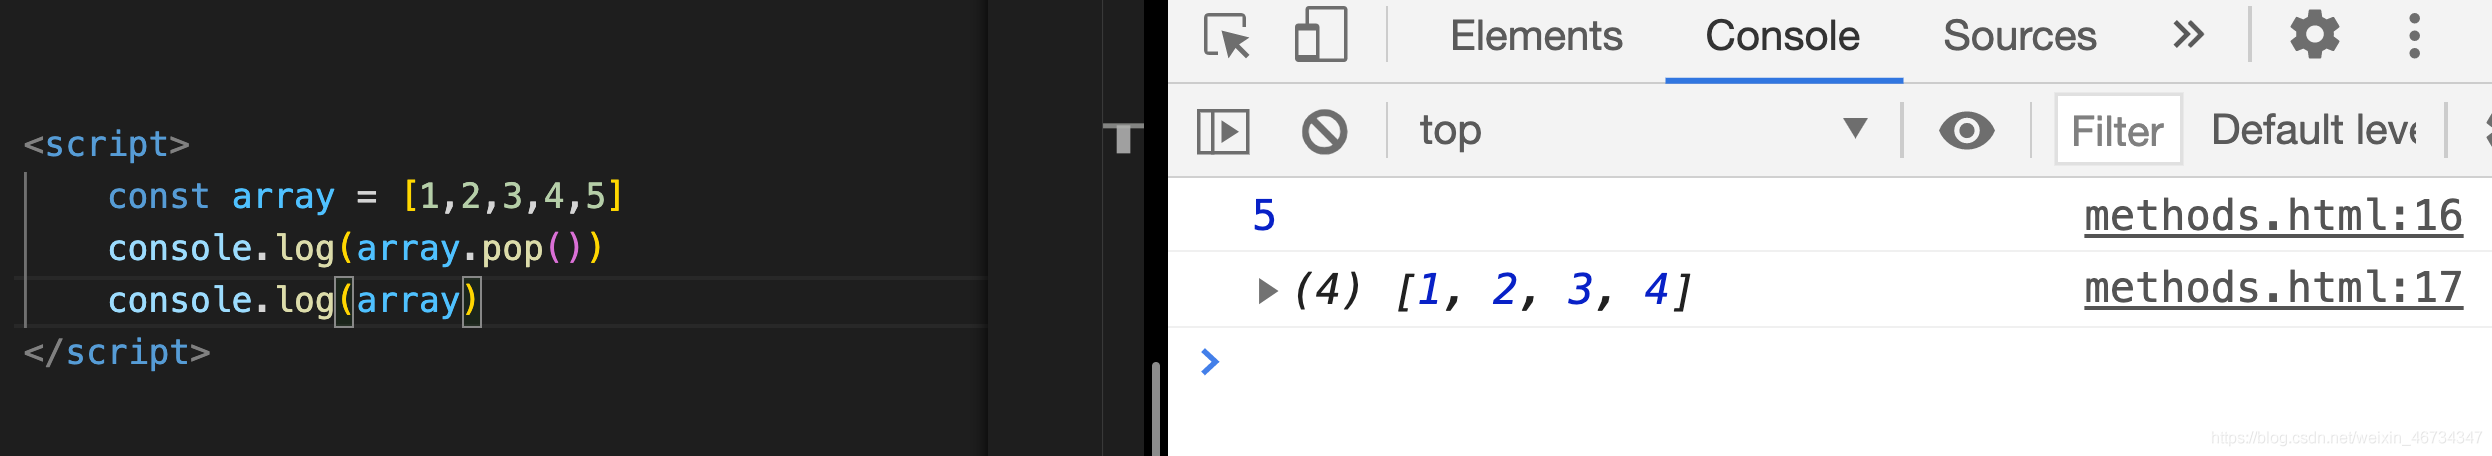 <script>
const array = [1,2,3,4,5]
console.log(array.pop())
console.log(array)
</script>
Elements Console Sources
top Filter Default leve
5 methods.html:16
(4) [1, 2, 3, 4] methods.html:17
https://blog.csdn.net/weixin_46734347